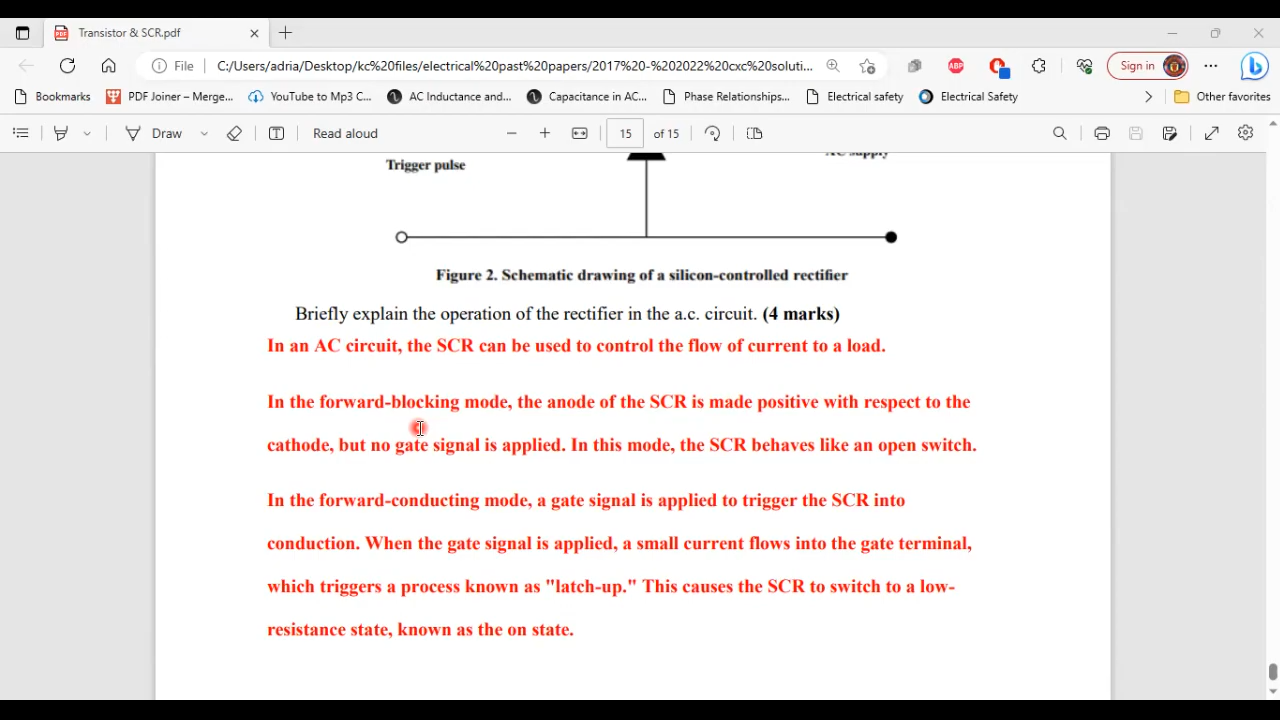 Transistor & SCR.pdf
File
C:/Users/adria/Desktop/kc%20files/electrical%20past%20papers/2017%20-%202022%20cxc%20soluti...
Sign in
Bookmarks
PDF Joiner – Merge...
YouTube to Mp3 C...
AC Inductance and...
Capacitance in AC...
Phase Relationships...
Electrical safety
Electrical Safety
Other favorites
Draw
Read aloud
15
of 15
ABP
Trigger pulse
AC supply
Figure 2. Schematic drawing of a silicon-controlled rectifier
Briefly explain the operation of the rectifier in the a.c. circuit. (4 marks)
In an AC circuit, the SCR can be used to control the flow of current to a load.
In the forward-blocking mode, the anode of the SCR is made positive with respect to the
cathode, but no gate signal is applied. In this mode, the SCR behaves like an open switch.
In the forward-conducting mode, a gate signal is applied to trigger the SCR into
conduction. When the gate signal is applied, a small current flows into the gate terminal,
which triggers a process known as "latch-up." This causes the SCR to switch to a low-
resistance state, known as the on state.